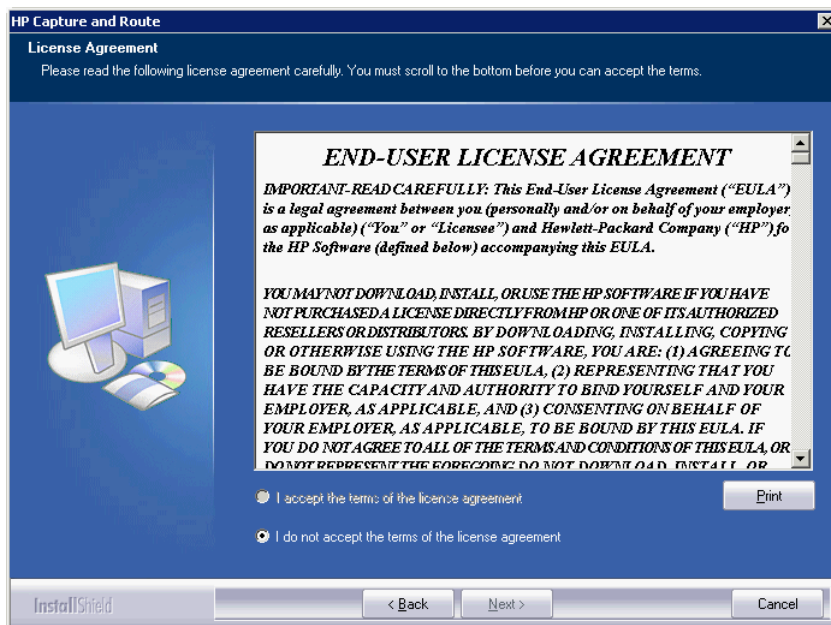 HP Capture and Route
License Agreement
Please read the following license agreement carefully. You must scroll to the bottom before you can accept the terms.
END-USER LICENSE AGREEMENT
IMPORTANT-READ CAREFULLY: This End-User License Agreement (“EULA”)
is a legal agreement between you (personally and/or on behalf of your employer,
as applicable) (“You” or “Licensee”) and Hewlett-Packard Company (“HP”) fo
the HP Software (defined below) accompanying this EULA.
YOU MAY NOT DOWNLOAD, INSTALL, OR USE THE HP SOFTWARE IF YOU HAVE
NOT PURCHASED A LICENSE DIRECTLY FROM HP OR ONE OF ITS AUTHORIZED
RESELLERS OR DISTRIBUTORS. BY DOWNLOADING, INSTALLING, COPYING
OR OTHERWISE USING THE HP SOFTWARE, YOU ARE: (1) AGREEING TO
BE BOUND BY THE TERMS OF THIS EULA, (2) REPRESENTING THAT YOU
HAVE THE CAPACITY AND AUTHORITY TO BIND YOURSELF AND YOUR
EMPLOYER, AS APPLICABLE, AND (3) CONSENTING ON BEHALF OF
YOUR EMPLOYER, AS APPLICABLE, TO BE BOUND BY THIS EULA. IF
YOU DO NOT AGREE TO ALL OF THE TERMS AND CONDITIONS OF THIS EULA, OR
DO NOT REPRESENT THE FOREGOING, DO NOT DOWNLOAD, INSTALL, OR
I accept the terms of the license agreement
Print
I do not accept the terms of the license agreement
InstallShield
< Back
Next >
Cancel